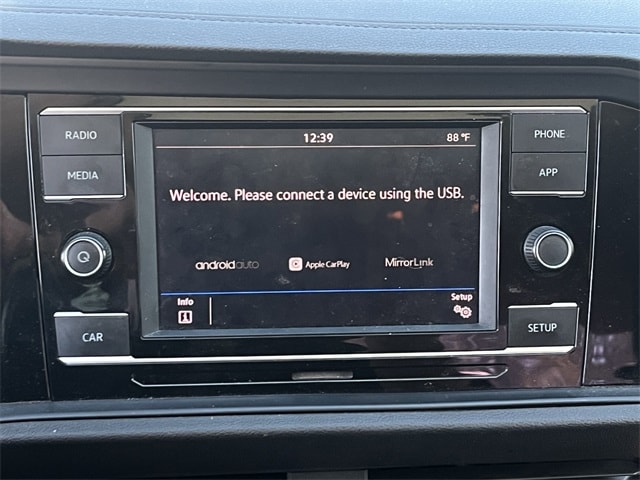 RADIO
MEDIA
CAR
12:39
88 °F
Welcome. Please connect a device using the USB.
androidauto
Apple CarPlay
MirrorLink
Info
Setup
PHONE
APP
SETUP